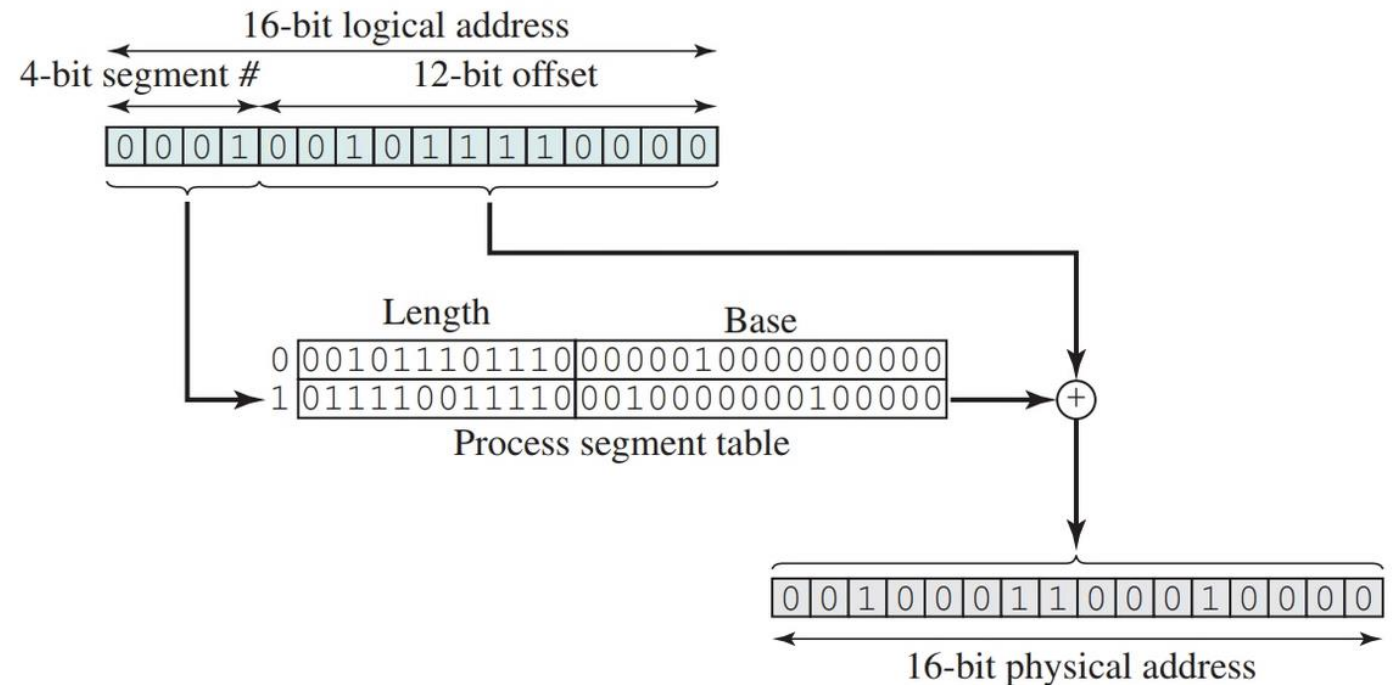 16-bit logical address
4-bit segment # 12-bit offset
0 0 0 1 0 0 1 0 1 1 1 1 0 0 0 0
Length Base
0 001011101110 0000010000000000
1 011110011110 0010000000100000
+
Process segment table
0 0 1 0 0 0 1 1 0 0 0 1 0 0 0 0
16-bit physical address